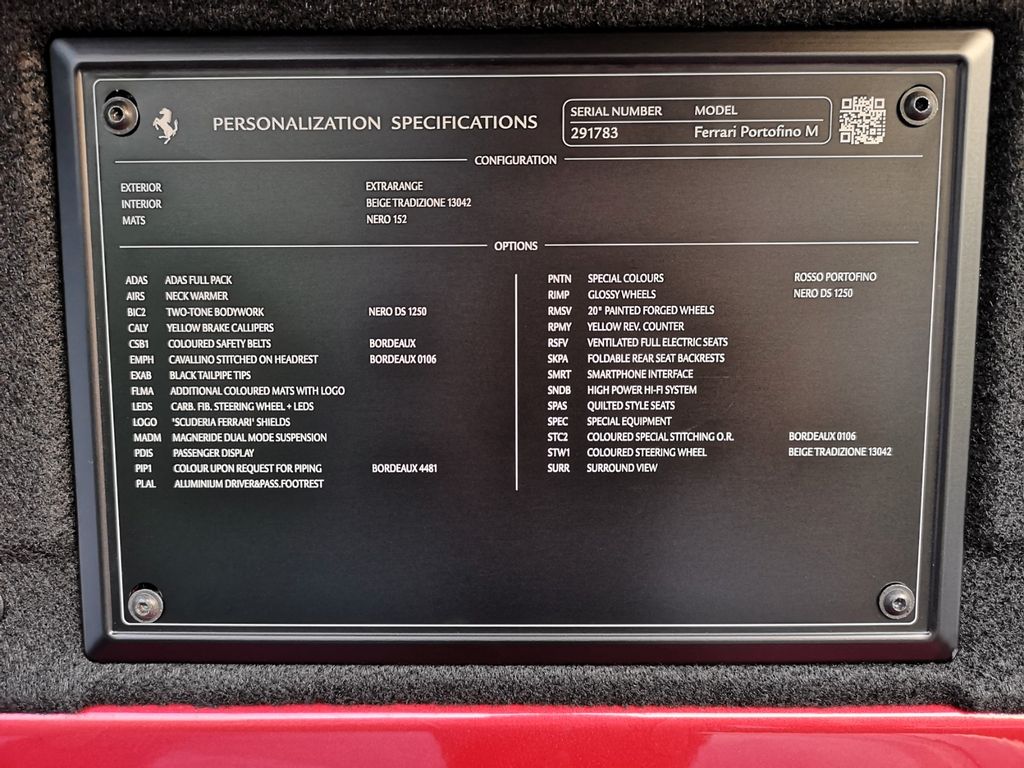 PERSONALIZATION SPECIFICATIONS
SERIAL NUMBER MODEL
291783 Ferrari Portofino M
CONFIGURATION
EXTERIOR EXTRARANGE
INTERIOR BEIGE TRADIZIONE 13042
MATS NERO 152
OPTIONS
ADAS ADAS FULL PACK
AIRS NECK WARMER
BIC2 TWO-TONE BODYWORK NERO DS 1250
CALY YELLOW BRAKE CALLIPERS
CSB1 COLOURED SAFETY BELTS BORDEAUX
EMPH CAVALLINO STITCHED ON HEADREST BORDEAUX 0106
EXAB BLACK TAILPIPE TIPS
FLMA ADDITIONAL COLOURED MATS WITH LOGO
LEDS CARB. FIB. STEERING WHEEL + LEDS
LOGO "SCUDERIA FERRARI" SHIELDS
MADM MAGNERIDE DUAL MODE SUSPENSION
PDIS PASSENGER DISPLAY
PIP1 COLOUR UPON REQUEST FOR PIPING BORDEAUX 4481
PLAL ALUMINIUM DRIVER&PASS.FOOTREST
PNTN SPECIAL COLOURS ROSSO PORTOFINO
RIMP GLOSSY WHEELS NERO DS 1250
RMSV 20" PAINTED FORGED WHEELS
RPMY YELLOW REV. COUNTER
RSFV VENTILATED FULL ELECTRIC SEATS
SKPA FOLDABLE REAR SEAT BACKRESTS
SMRT SMARTPHONE INTERFACE
SNDB HIGH POWER HI-FI SYSTEM
SPAS QUILTED STYLE SEATS
SPEC SPECIAL EQUIPMENT
STC2 COLOURED SPECIAL STITCHING O.R. BORDEAUX 0106
STW1 COLOURED STEERING WHEEL BEIGE TRADIZIONE 13042
SURR SURROUND VIEW